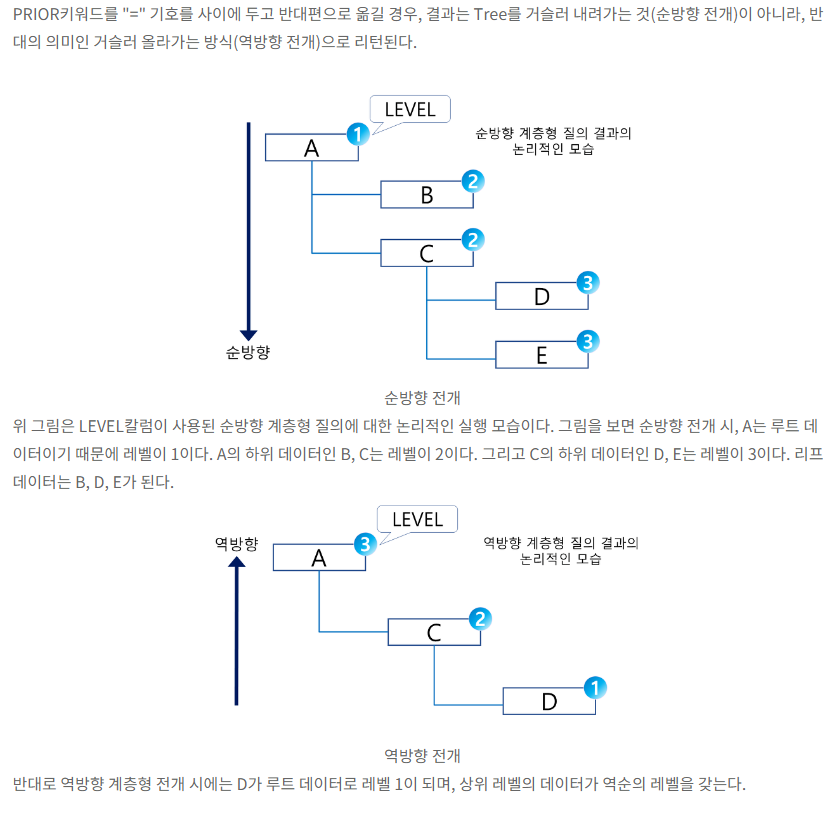 PRIOR키워드를 "=" 기호를 사이에 두고 반대편으로 옮길 경우, 결과는 Tree를 거슬러 내려가는 것(순방향 전개)이 아니라, 반
대의 의미인 거슬러 올라가는 방식(역방향 전개)으로 리턴된다.
LEVEL
1
A
순방향 계층형 질의 결과의
논리적인 모습
2
B
2
C
3
D
3
E
순방향
순방향 전개
위 그림은 LEVEL칼럼이 사용된 순방향 계층형 질의에 대한 논리적인 실행 모습이다. 그림을 보면 순방향 전개 시, A는 루트 데
이터이기 때문에 레벨이 1이다. A의 하위 데이터인 B, C는 레벨이 2이다. 그리고 C의 하위 데이터인 D, E는 레벨이 3이다. 리프
데이터는 B, D, E가 된다.
LEVEL
역방향
3
A
역방향 계층형 질의 결과의
논리적인 모습
2
C
1
D
역방향 전개
반대로 역방향 계층형 전개 시에는 D가 루트 데이터로 레벨 1이 되며, 상위 레벨의 데이터가 역순의 레벨을 갖는다.